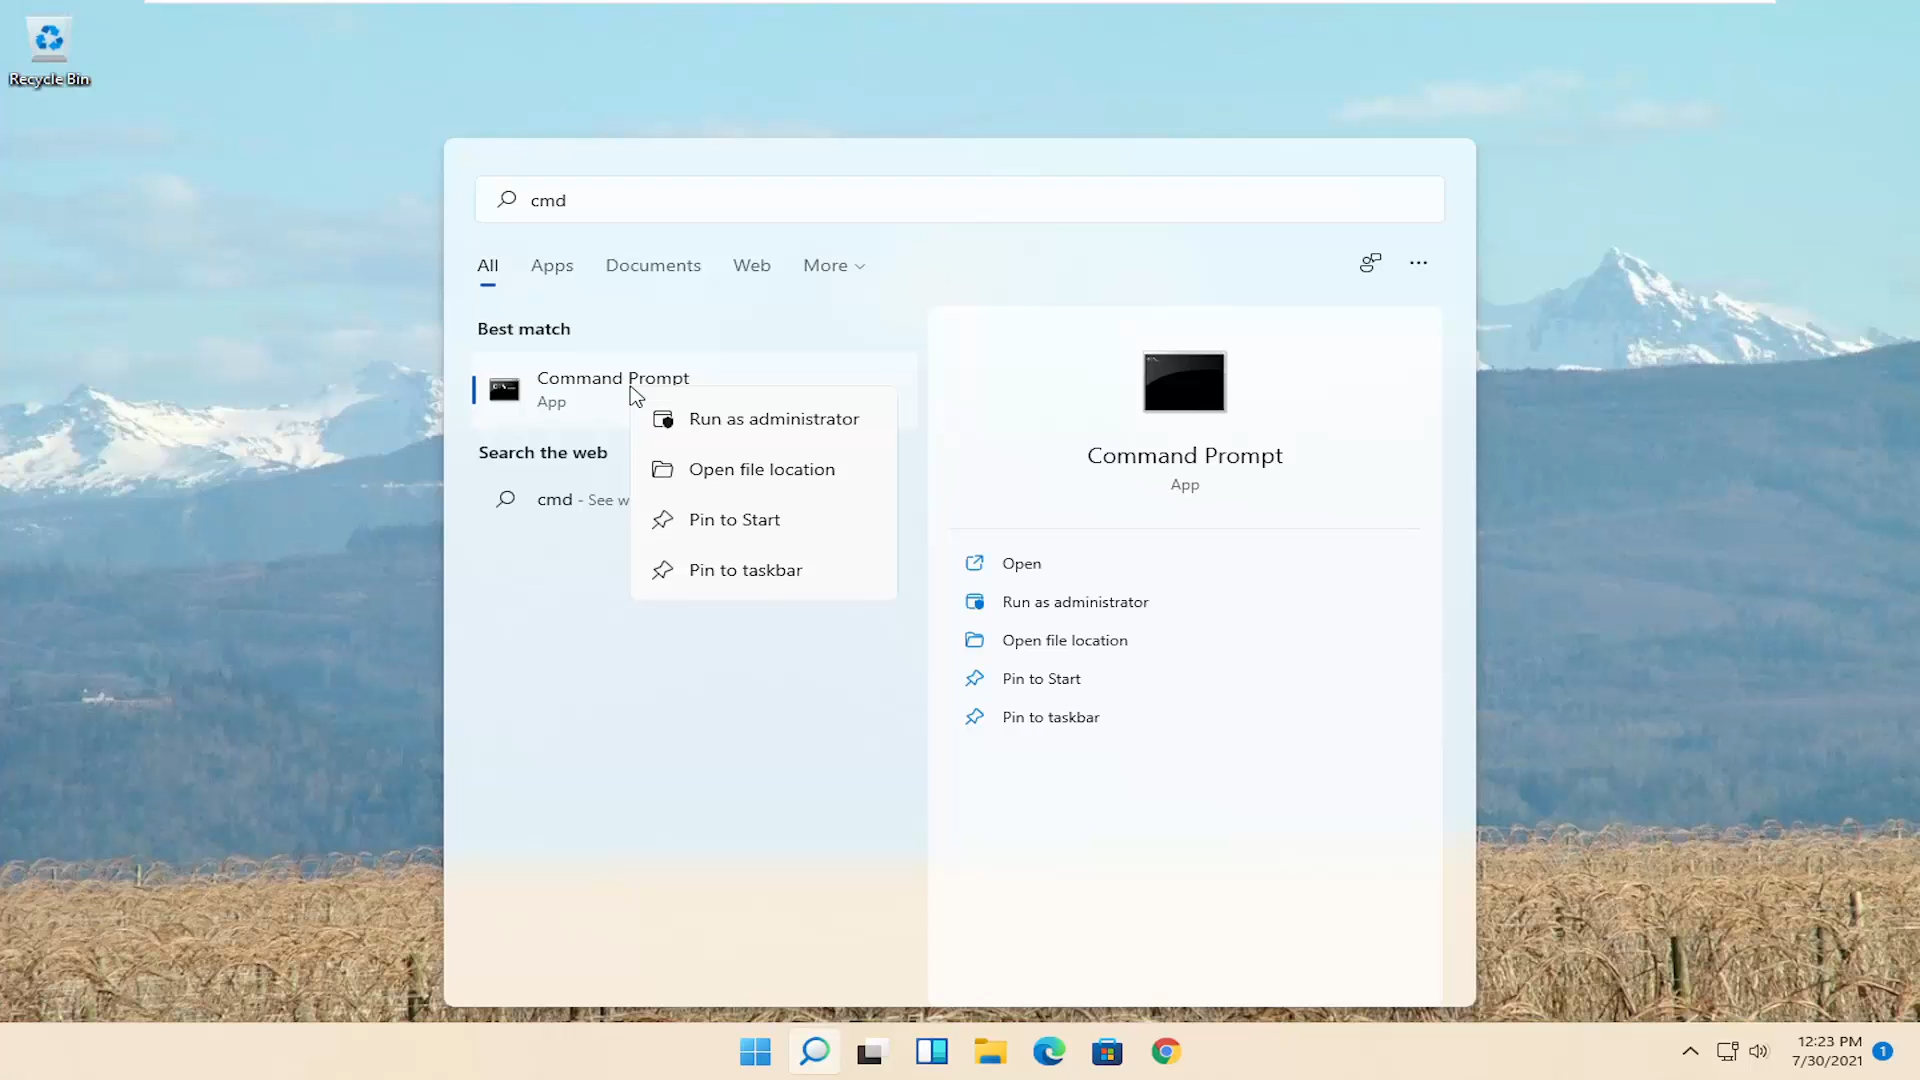 Recycle Bin
cmd
All Apps Documents Web More
Best match
Command Prompt
App
Search the web
cmd - See w
Run as administrator
Open file location
Pin to Start
Pin to taskbar
Command Prompt
App
Open
Run as administrator
Open file location
Pin to Start
Pin to taskbar
12:23 PM
7/30/2021
1